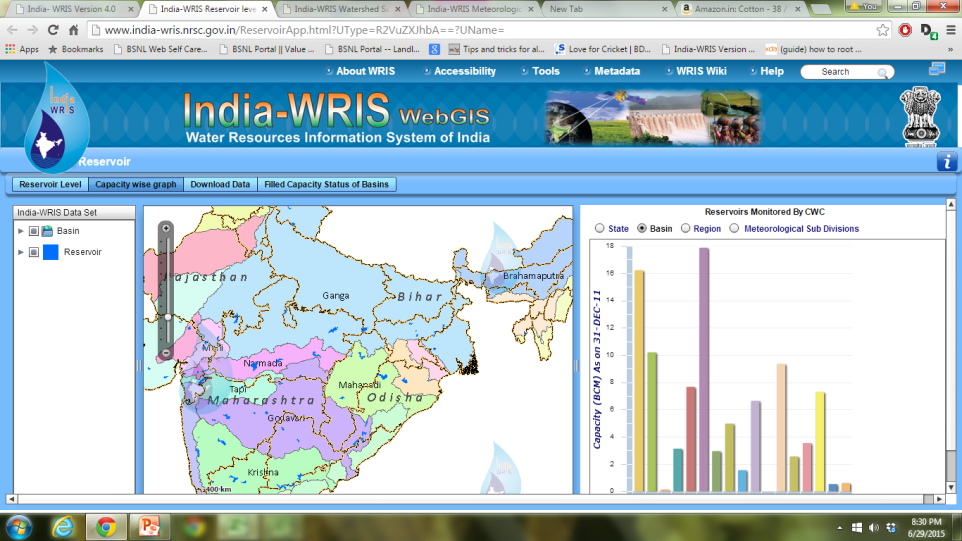 India- WRIS Version 4.0
India-WRIS Reservoir leve
India-WRIS Watershed Sa
India-WRIS Meteorologic
New Tab
Amazon.in: Cotton - 38 /
You
www.india-wris.nrsc.gov.in/ReservoirApp.html?UType=R2VuZXJhbA==?UName=
Apps
Bookmarks
BSNL Web Self Care...
BSNL Portal || Value ...
BSNL Portal -- Landl...
Tips and tricks for al...
Love for Cricket | BD...
India-WRIS Version ...
(guide) how to root ...
About WRIS
Accessibility
Tools
Metadata
WRIS Wiki
Help
Search
India-WRIS WebGIS
Water Resources Information System of India
WRIS
Reservoir
Reservoir Level
Capacity wise graph
Download Data
Filled Capacity Status of Basins
India-WRIS Data Set
Basin
Reservoir
Rajasthan
Ganga
Bihar
Brahamaputra
Mahi
Narmada
Tapi
Maharashtra
Mahanadi
Odisha
Godavari
Krishna
400 km
Reservoirs Monitored By CWC
State
Basin
Region
Meteorological Sub Divisions
Capacity (BCM) As on 31-DEC-11
18
16
14
12
10
8
6
4
2
0
8:30 PM
6/29/2015